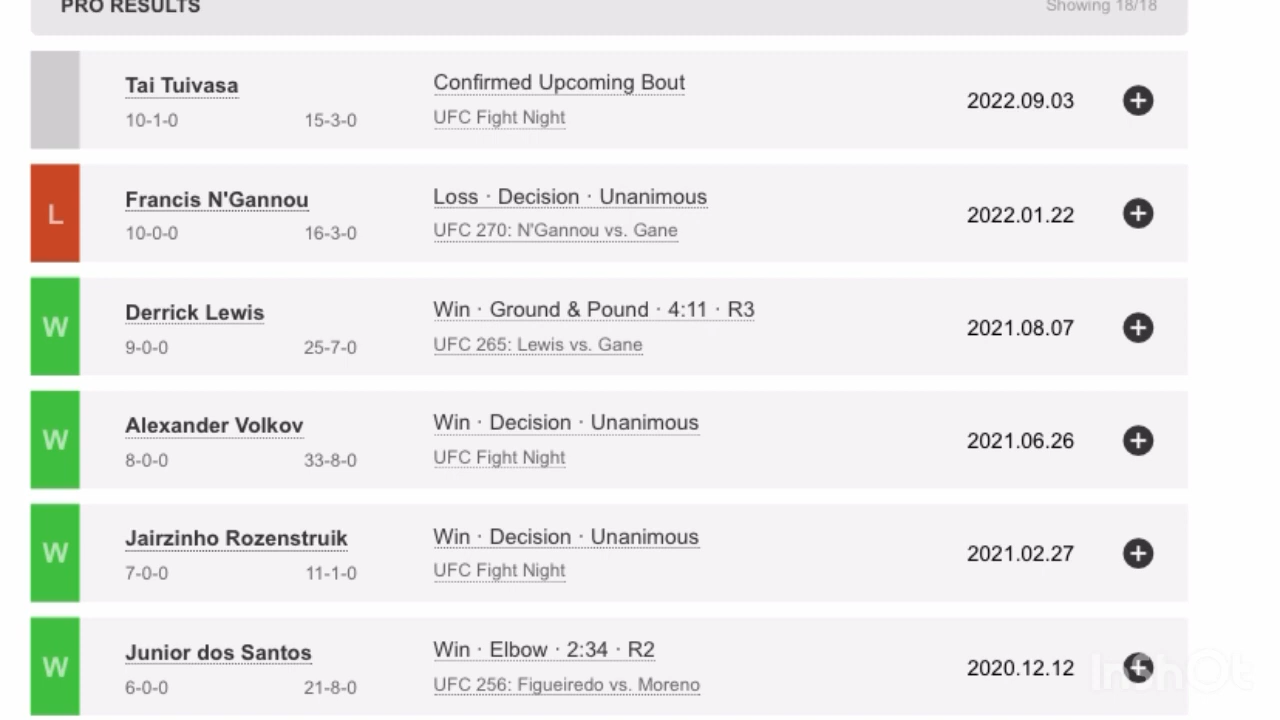 PRO RESULTS Showing 18/18
Tai Tuivasa Confirmed Upcoming Bout
10-1-0 15-3-0 UFC Fight Night 2022.09.03
L Francis N'Gannou Loss · Decision · Unanimous
10-0-0 16-3-0 UFC 270: N'Gannou vs. Gane 2022.01.22
W Derrick Lewis Win · Ground & Pound · 4:11 · R3
9-0-0 25-7-0 UFC 265: Lewis vs. Gane 2021.08.07
W Alexander Volkov Win · Decision · Unanimous
8-0-0 33-8-0 UFC Fight Night 2021.06.26
W Jairzinho Rozenstruik Win · Decision · Unanimous
7-0-0 11-1-0 UFC Fight Night 2021.02.27
W Junior dos Santos Win · Elbow · 2:34 · R2
6-0-0 21-8-0 UFC 256: Figueiredo vs. Moreno 2020.12.12
InShOt